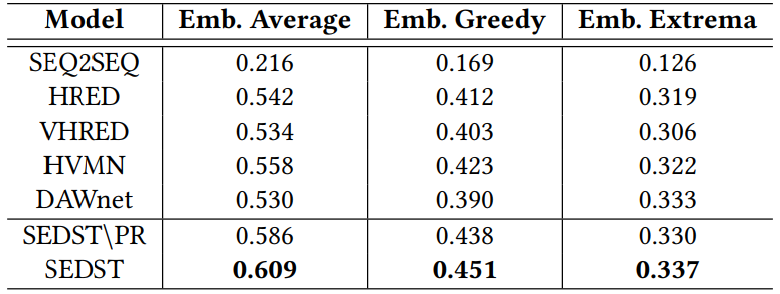 Model Emb. Average Emb. Greedy Emb. Extrema
SEQ2SEQ 0.216 0.169 0.126
HRED 0.542 0.412 0.319
VHRED 0.534 0.403 0.306
HVMN 0.558 0.423 0.322
DAWnet 0.530 0.390 0.333
SEDST\PR 0.586 0.438 0.330
SEDST 0.609 0.451 0.337